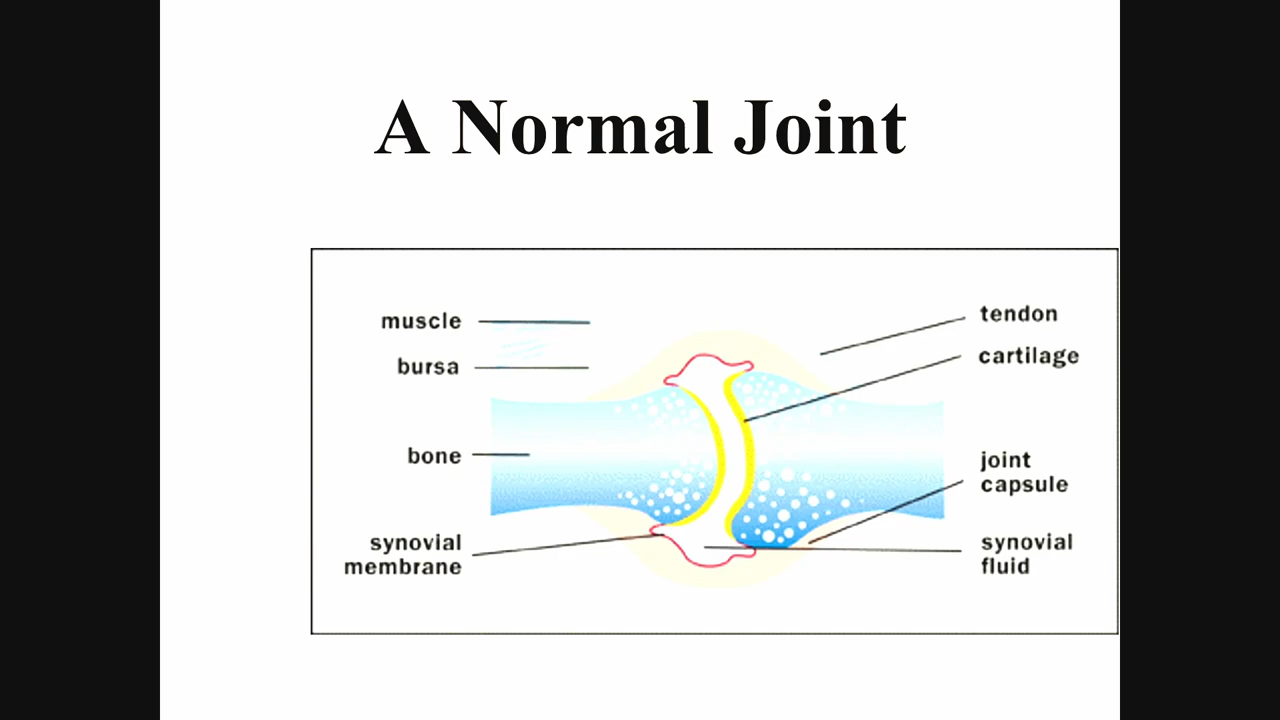 A Normal Joint
muscle
bursa
bone
synovial
membrane
tendon
cartilage
joint
capsule
synovial
fluid